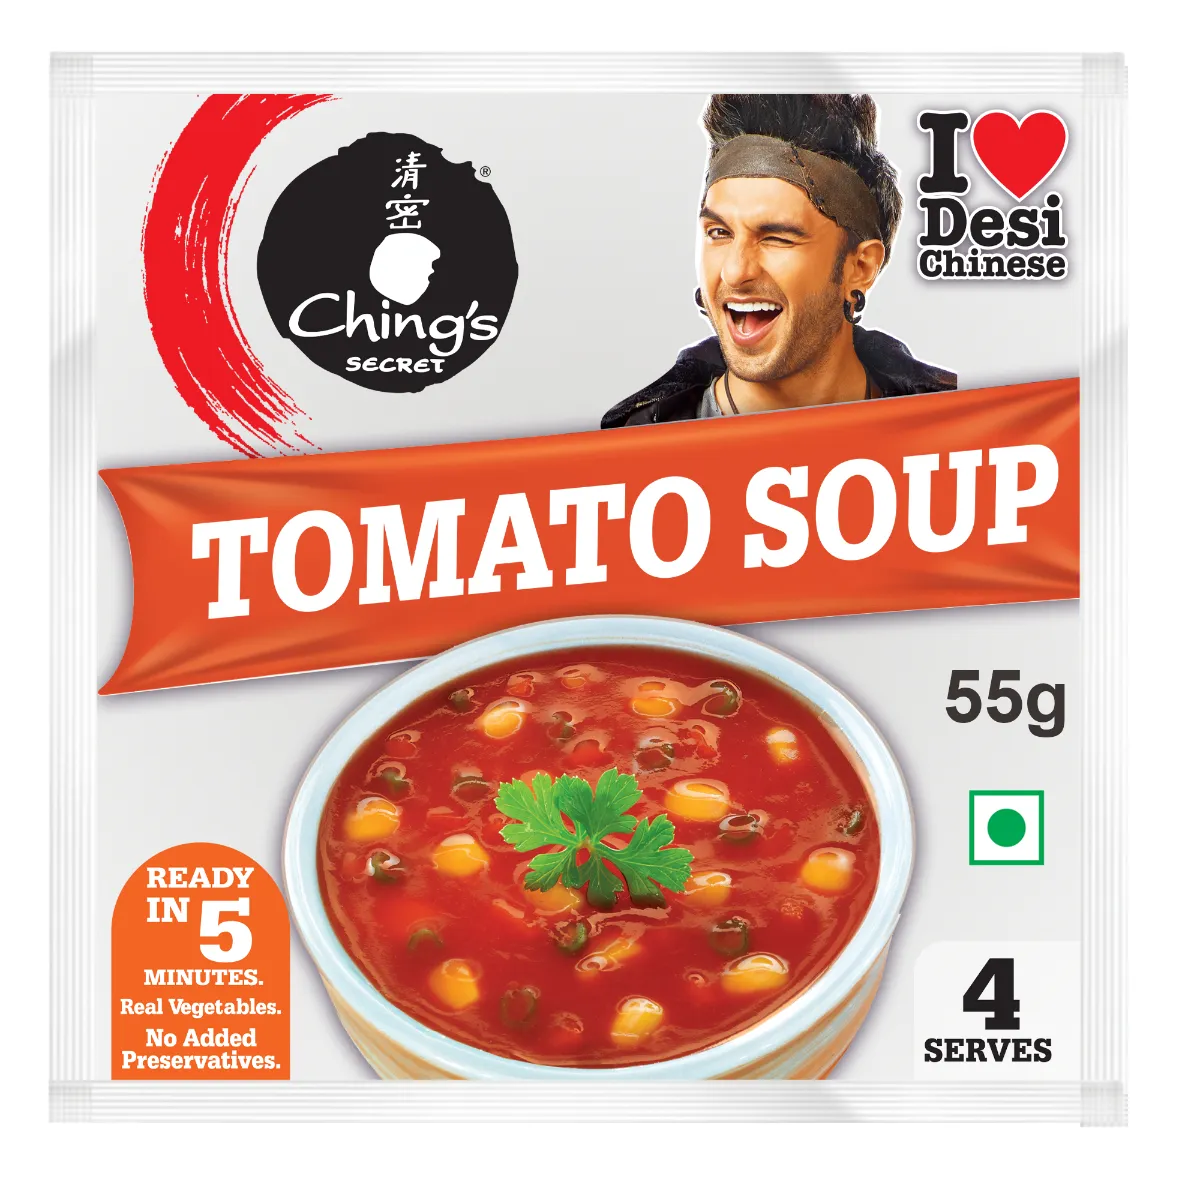 清
密
®
Ching's
SECRET
I
Desi
Chinese
TOMATO SOUP
55g
READY
IN 5
MINUTES.
Real Vegetables.
No Added
Preservatives.
4
SERVES